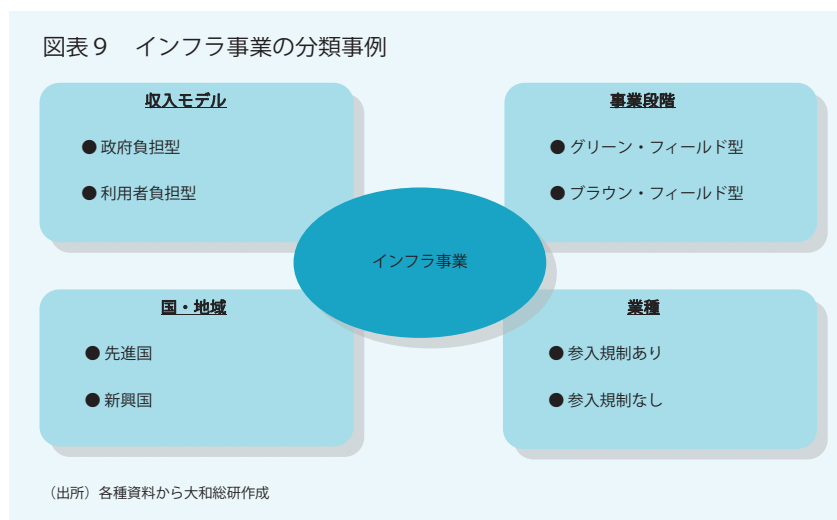 図表９　インフラ事業の分類事例
収入モデル
● 政府負担型
● 利用者負担型
事業段階
● グリーン・フィールド型
● ブラウン・フィールド型
インフラ事業
国・地域
● 先進国
● 新興国
業種
● 参入規制あり
● 参入規制なし
（出所）各種資料から大和総研作成